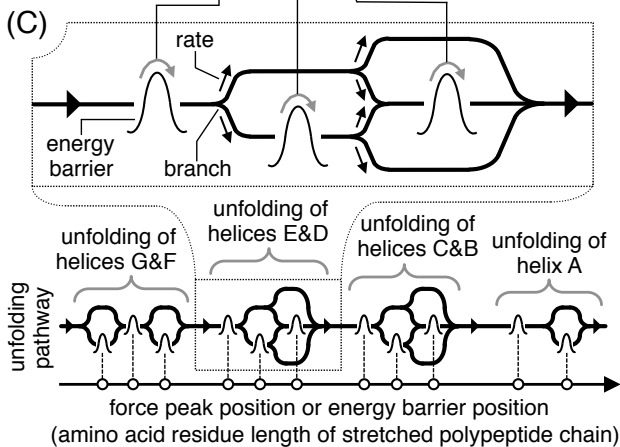 (C)
rate
energy
barrier
branch
unfolding of
helices G&F
unfolding of
helices E&D
unfolding of
helices C&B
unfolding of
helix A
unfolding
pathway
force peak position or energy barrier position
(amino acid residue length of stretched polypeptide chain)